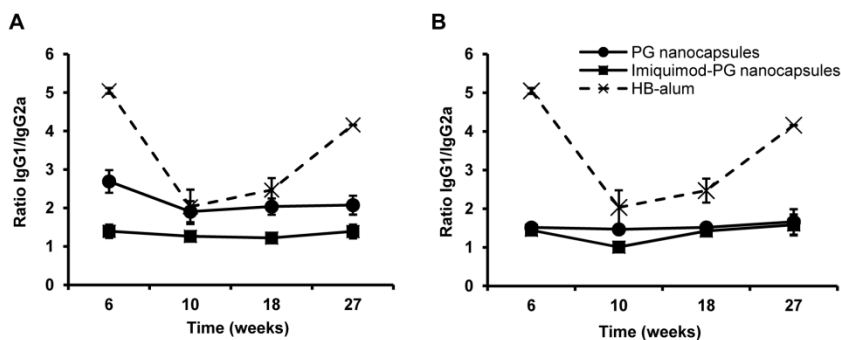 A
Ratio IgG1/IgG2a
6
5
4
3
2
1
0
6 10 18 27
Time (weeks)
B
PG nanocapsules
Imiquimod-PG nanocapsules
HB-alum
Ratio IgG1/IgG2a
6
5
4
3
2
1
0
6 10 18 27
Time (weeks)